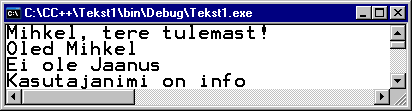 C:\CC++\Tekst1\bin\Debug\Tekst1.exe
Mihkel, tere tulemast!
Oled Mihkel
Ei ole Jaanus
Kasutajanimi on info